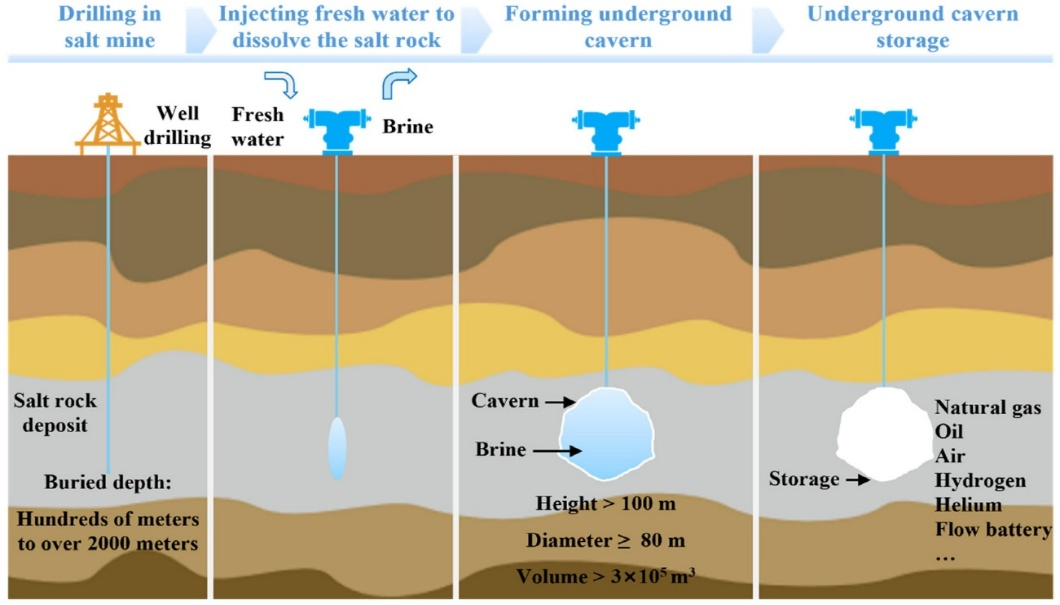 Drilling in
salt mine
Injecting fresh water to
dissolve the salt rock
Forming underground
cavern
Underground cavern
storage
Well
drilling
Fresh
water
Brine
Salt rock
deposit
Buried depth:
Hundreds of meters
to over 2000 meters
Cavern
Brine
Height > 100 m
Diameter ≥ 80 m
Volume > 3×10⁵ m³
Storage
Natural gas
Oil
Air
Hydrogen
Helium
Flow battery
...